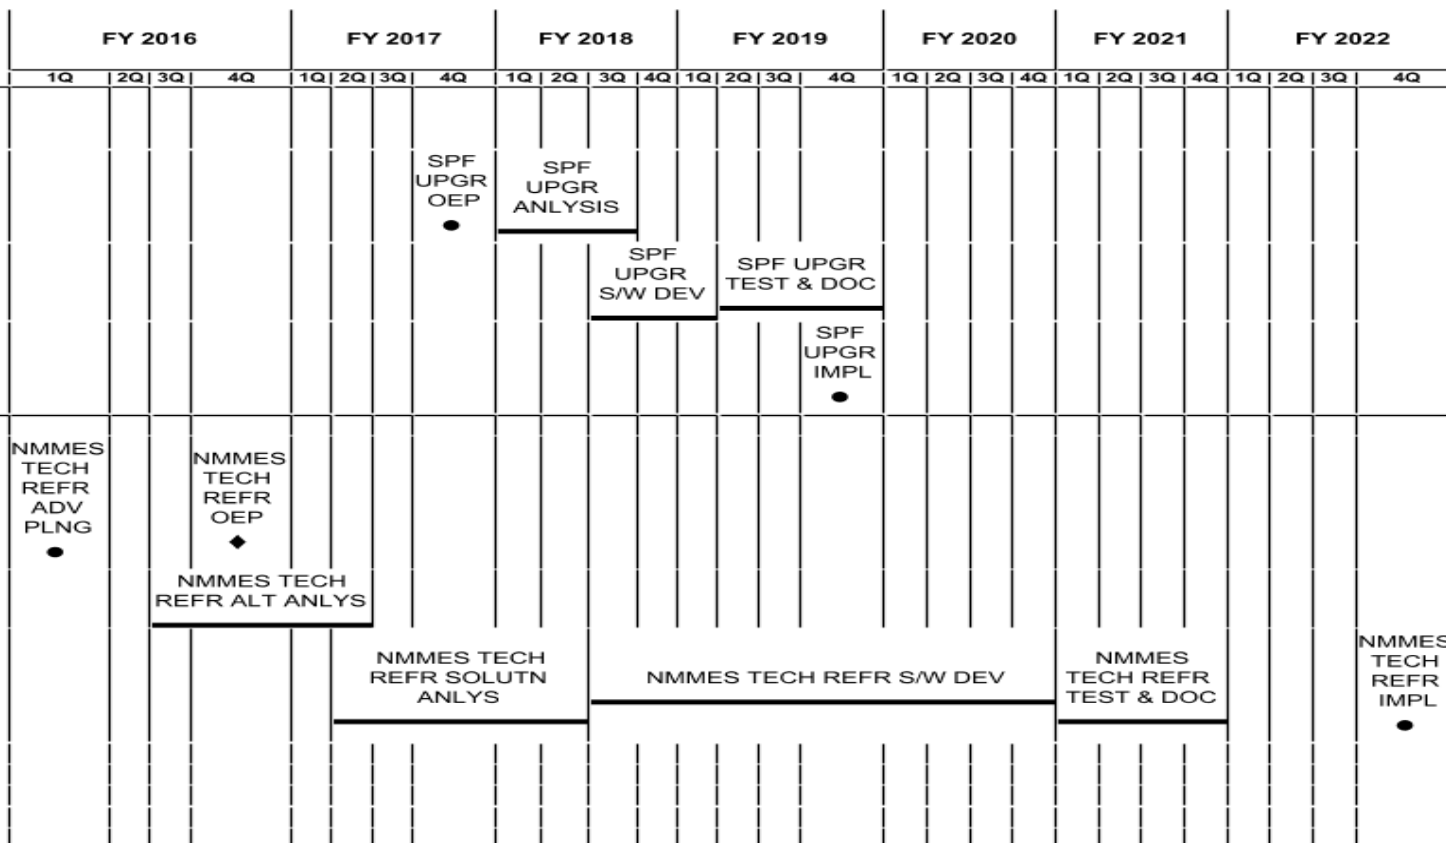 FY 2016 FY 2017 FY 2018 FY 2019 FY 2020 FY 2021 FY 2022
1Q 2Q 3Q 4Q 1Q 2Q 3Q 4Q 1Q 2Q 3Q 4Q 1Q 2Q 3Q 4Q 1Q 2Q 3Q 4Q 1Q 2Q 3Q 4Q 1Q 2Q 3Q 4Q
SPF
UPGR
OEP
SPF
UPGR
ANLYSIS
SPF
UPGR
S/W DEV
SPF UPGR
TEST & DOC
SPF
UPGR
IMPL
NMMES
TECH
REFR
ADV
PLNG
NMMES
TECH
REFR
OEP
NMMES TECH
REFR ALT ANLYS
NMMES TECH
REFR SOLUTN
ANLYS
NMMES TECH REFR S/W DEV
NMMES
TECH REFR
TEST & DOC
NMMES
TECH
REFR
IMPL